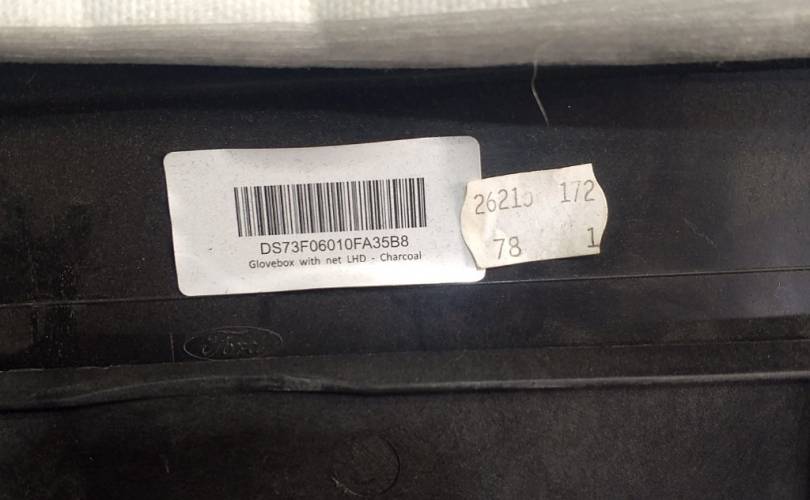 DS73F06010FA35B8
Glovebox with net LHD - Charcoal
172
78 1
Ford